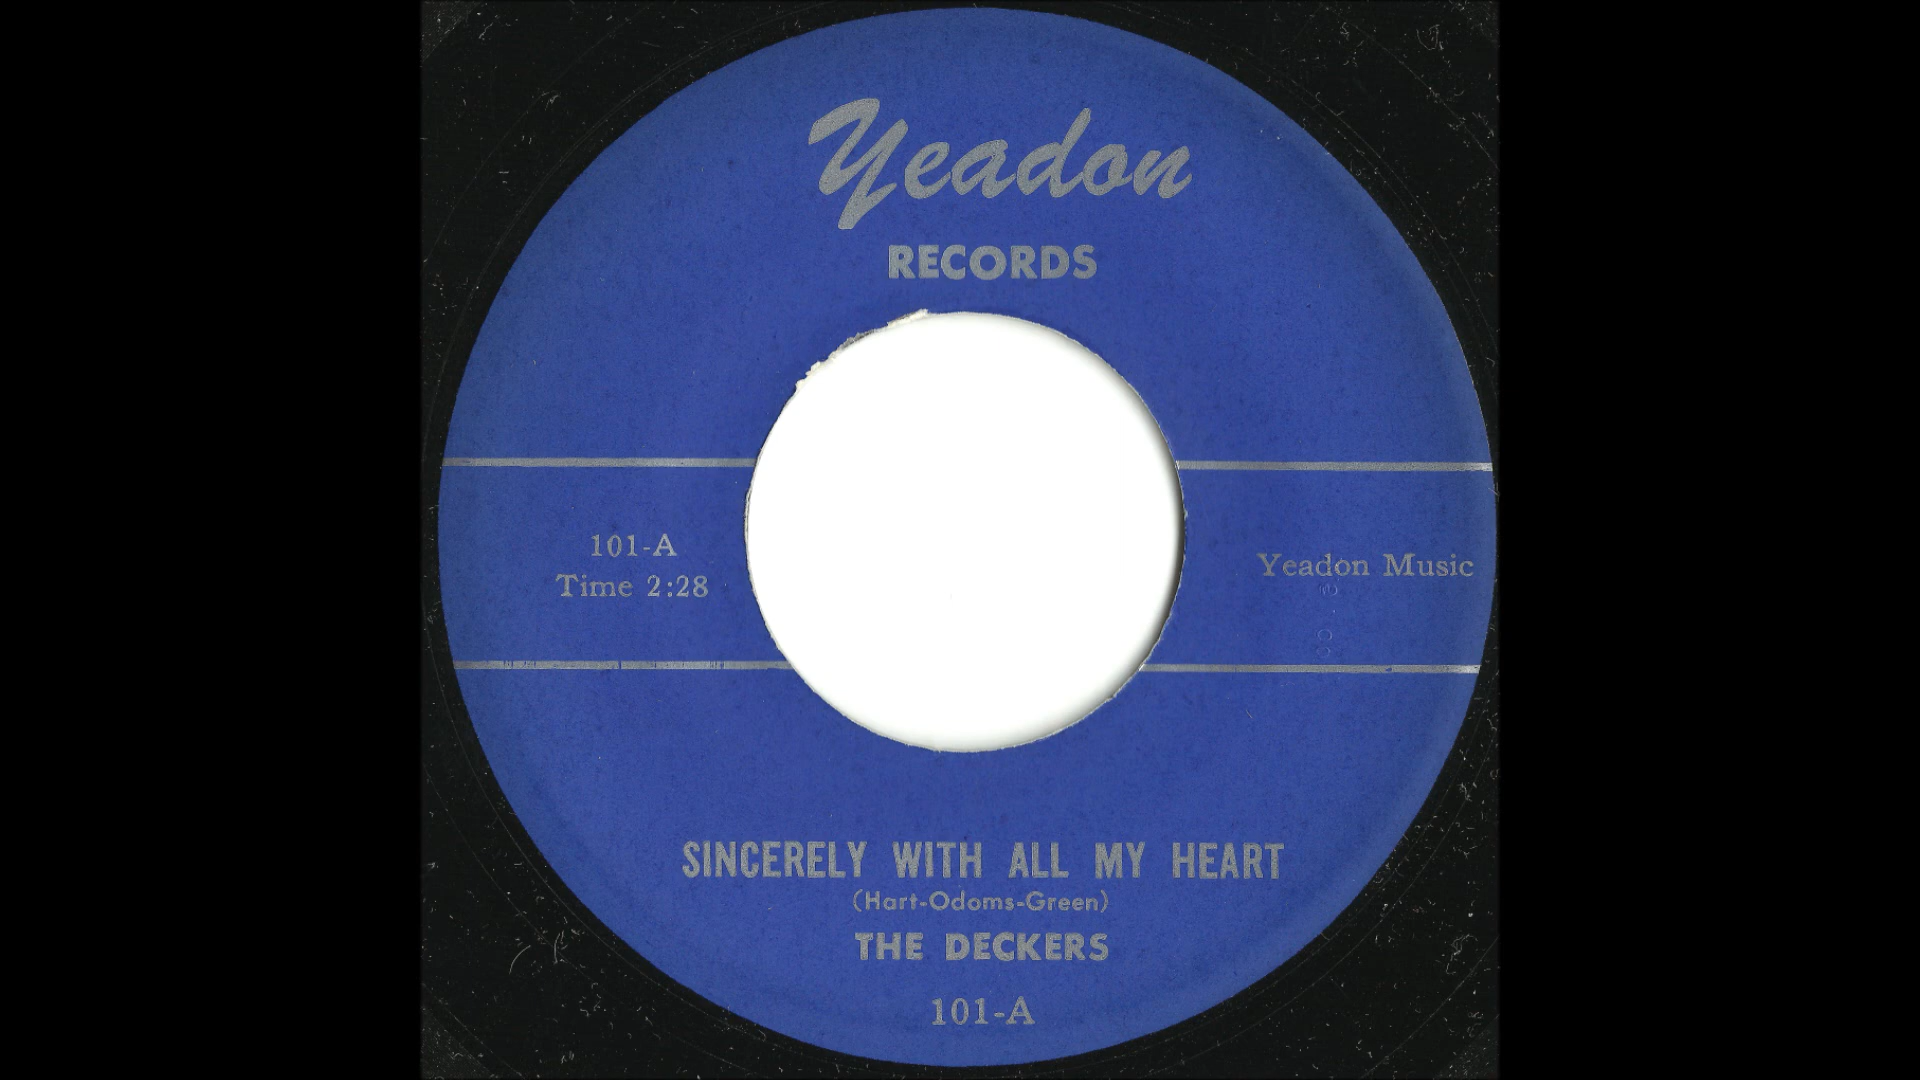 Yeadon
RECORDS
101-A
Time 2:28
Yeadon Music
SINCERELY WITH ALL MY HEART
(Hart-Odoms-Green)
THE DECKERS
101-A